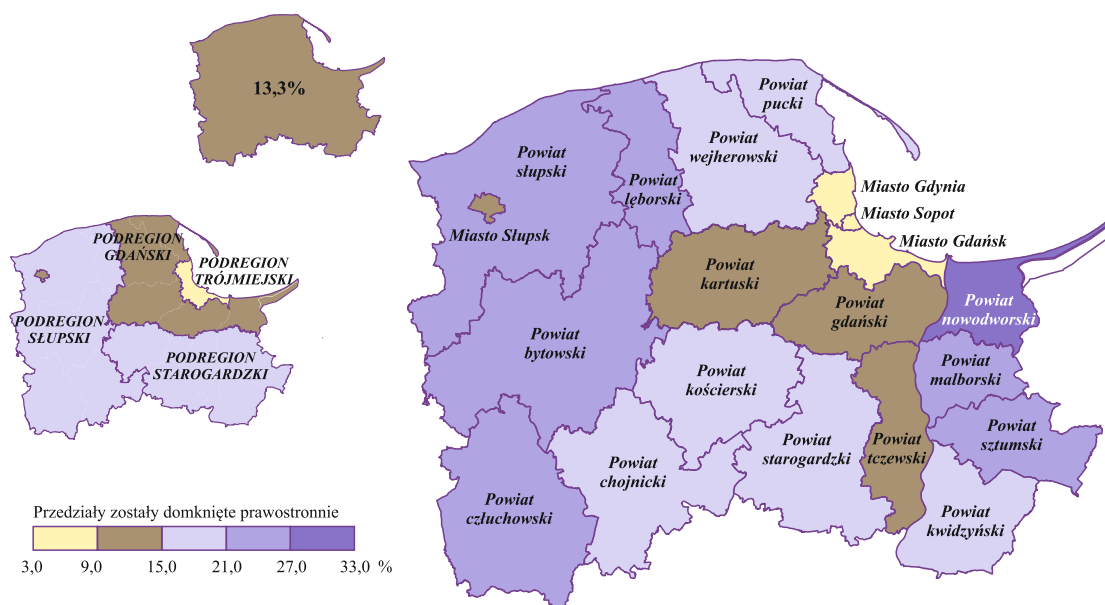 13,3%
PODREGION
GDAŃSKI
PODREGION
TRÓJMIEJSKI
PODREGION
SŁUPSKI
PODREGION
STAROGARDZKI
Powiat
pucki
Powiat
wejherowski
Powiat
słupski
Powiat
lęborski
Miasto Gdynia
Miasto Sopot
Miasto Gdańsk
Miasto Słupsk
Powiat
kartuski
Powiat
gdański
Powiat
nowodworski
Powiat
bytowski
Powiat
kościerski
Powiat
malborski
Powiat
sztumski
Powiat
starogardzki
Powiat
tczewski
Powiat
chojnicki
Powiat
człuchowski
Powiat
kwidzyński
Przedziały zostały domknięte prawostronnie
3,0 9,0 15,0 21,0 27,0 33,0 %